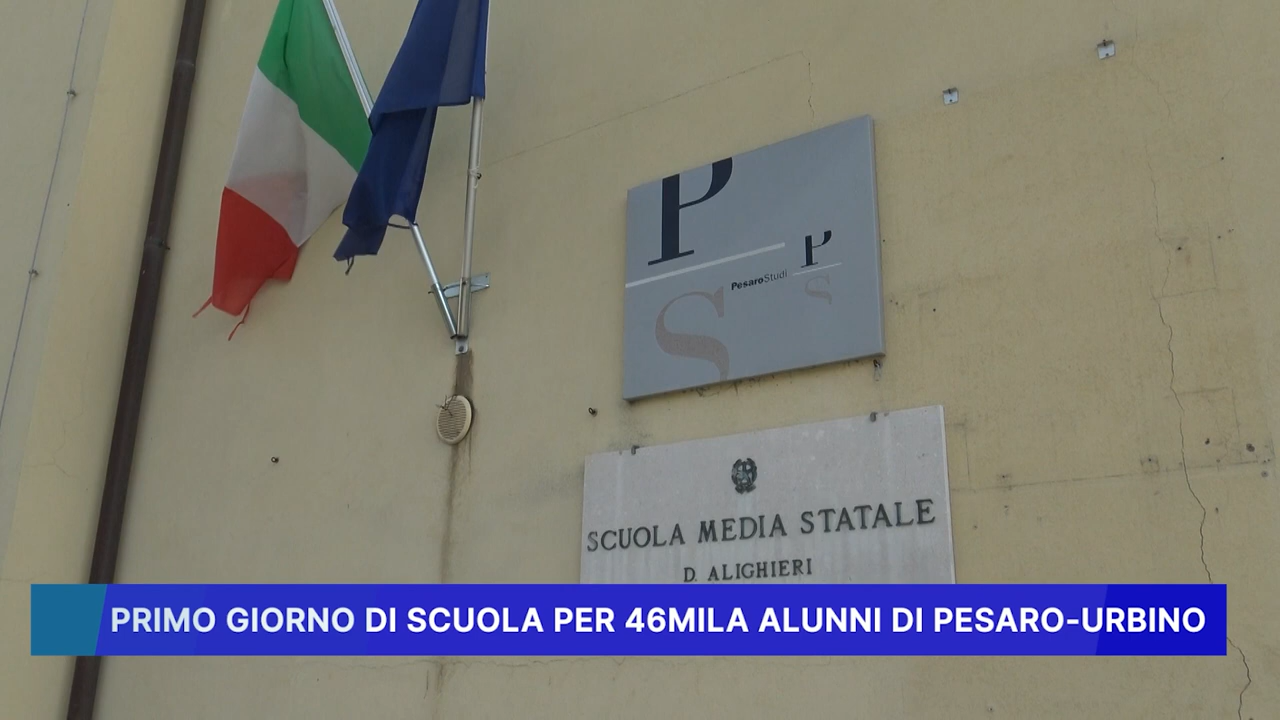 P
S
PesaroStudi
P
S
SCUOLA MEDIA STATALE
D. ALIGHIERI
PRIMO GIORNO DI SCUOLA PER 46MILA ALUNNI DI PESARO-URBINO